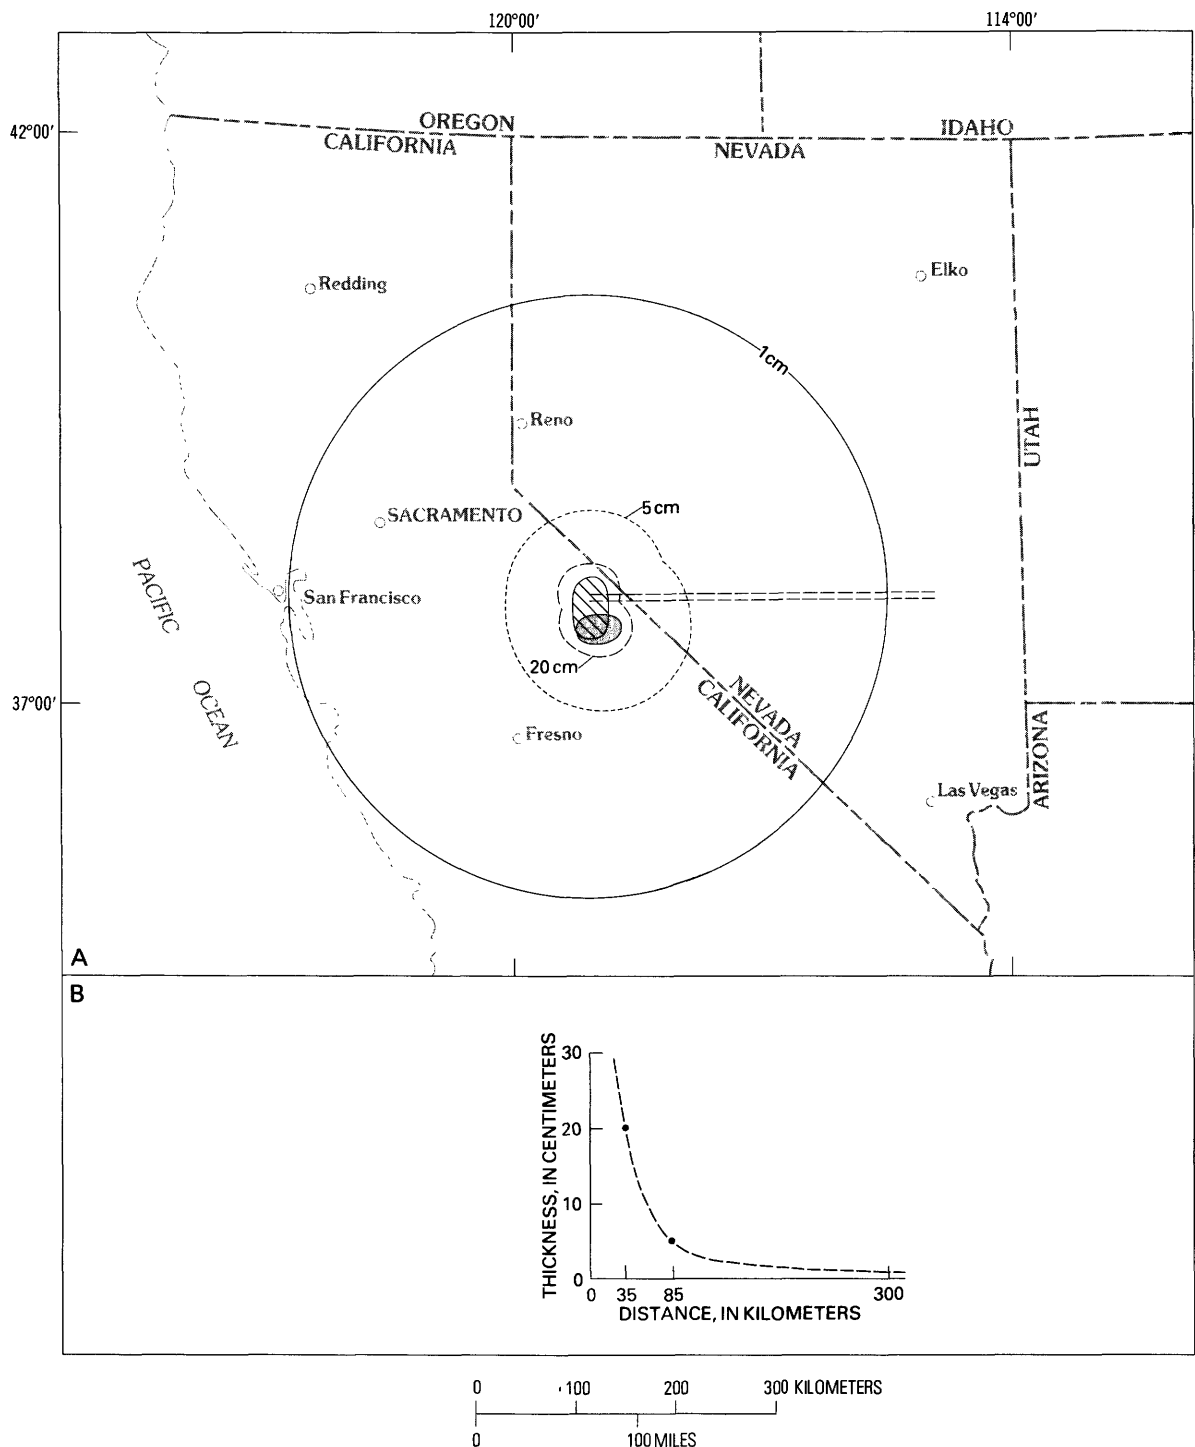 120°00′ 114°00′
42°00′
OREGON
CALIFORNIA
IDAHO
NEVADA
Redding
Elko
1cm
Reno
UTAH
5cm
SACRAMENTO
PACIFIC
OCEAN
San Francisco
20cm
37°00′
NEVADA
CALIFORNIA
Fresno
ARIZONA
Las Vegas
A
B
THICKNESS, IN CENTIMETERS
30
20
10
0
0 35 85 300
DISTANCE, IN KILOMETERS
0 100 200 300 KILOMETERS
0 100 MILES